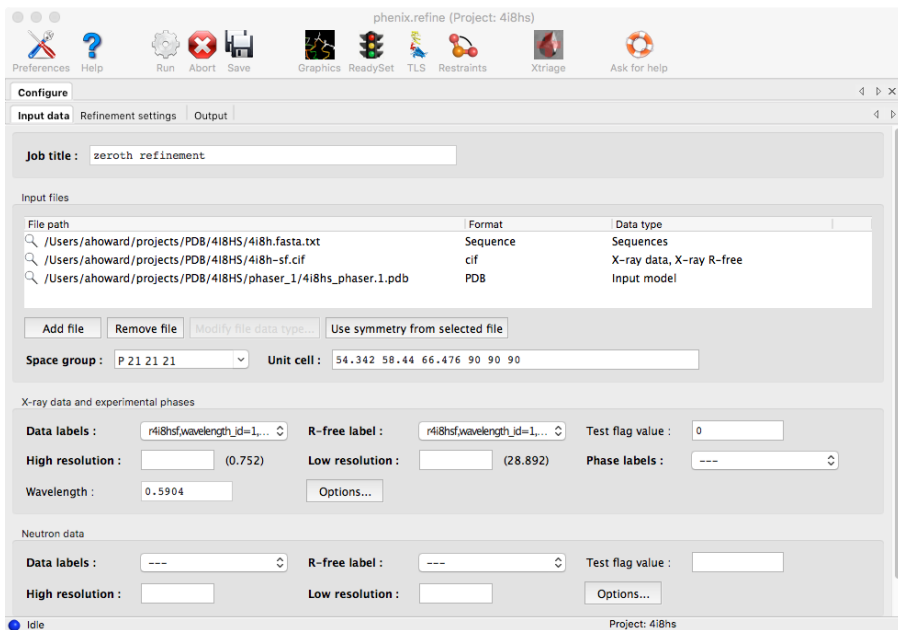 phenix.refine (Project: 4i8hs)
Preferences Help Run Abort Save Graphics ReadySet TLS Restraints Xtriage Ask for help
Configure
Input data Refinement settings Output
Job title : zeroth refinement
Input files
File path Format Data type
/Users/ahoward/projects/PDB/4I8HS/4i8h.fasta.txt Sequence Sequences
/Users/ahoward/projects/PDB/4I8HS/4i8h-sf.cif cif X-ray data, X-ray R-free
/Users/ahoward/projects/PDB/4I8HS/phaser_1/4i8hs_phaser.1.pdb PDB Input model
Add file Remove file Modify file data type... Use symmetry from selected file
Space group : P 21 21 21 Unit cell : 54.342 58.44 66.476 90 90 90
X-ray data and experimental phases
Data labels : r4i8hsf,wavelength_id=1,... R-free label : r4i8hsf,wavelength_id=1,... Test flag value : 0
High resolution : (0.752) Low resolution : (28.892) Phase labels : ---
Wavelength : 0.5904 Options...
Neutron data
Data labels : --- R-free label : --- Test flag value :
High resolution : Low resolution : Options...
Idle Project: 4i8hs